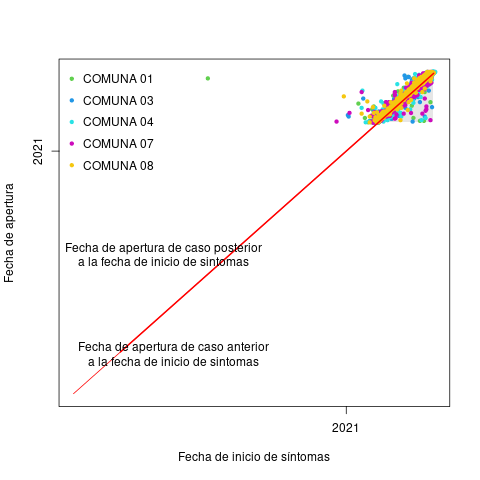 COMUNA 01
COMUNA 03
COMUNA 04
COMUNA 07
COMUNA 08
2021
Fecha de apertura
Fecha de apertura de caso posterior
a la fecha de inicio de sintomas
Fecha de apertura de caso anterior
a la fecha de inicio de sintomas
2021
Fecha de inicio de síntomas